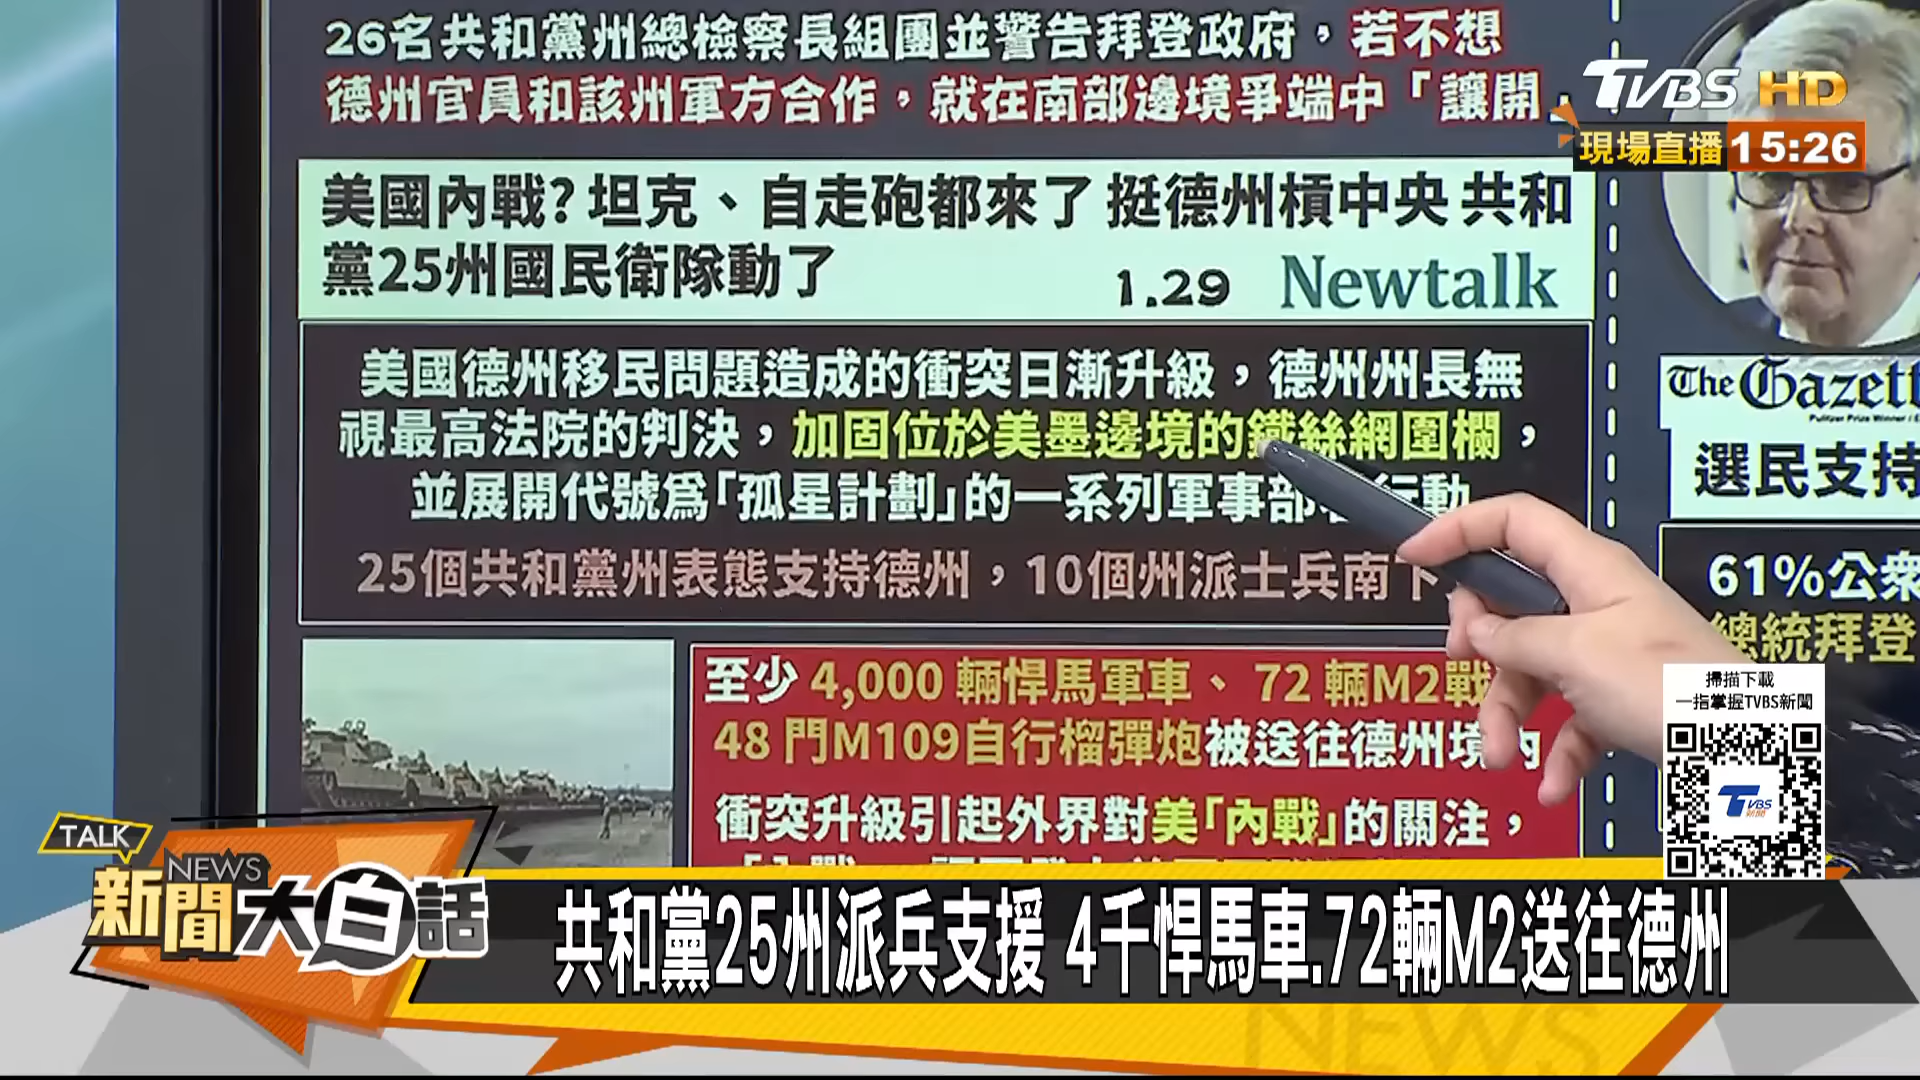 26名共和黨州總檢察長組團並警告拜登政府，若不想
德州官員和該州軍方合作，就在南部邊境爭端中「讓開」
TVBS HD
現場直播 15:26
美國內戰?坦克、自走砲都來了 挺德州槓中央 共和
黨25州國民衛隊動了
1.29 Newtalk
美國德州移民問題造成的衝突日漸升級，德州州長無
視最高法院的判決，加固位於美墨邊境的鐵絲網圍欄，
並展開代號為「孤星計劃」的一系列軍事部署行動
25個共和黨州表態支持德州，10個州派士兵南下
The Gazett
Pulitzer Prize Winner
選民支持
61%公眾
總統拜登
至少 4,000 輛悍馬軍車、 72 輛M2戰
48 門M109自行榴彈炮被送往德州境內
衝突升級引起外界對美「內戰」的關注，
掃描下載
一指掌握TVBS新聞
TVBS
新聞
TALK
NEWS
新聞大白話
共和黨25州派兵支援 4千悍馬車.72輛M2送往德州
NEWS